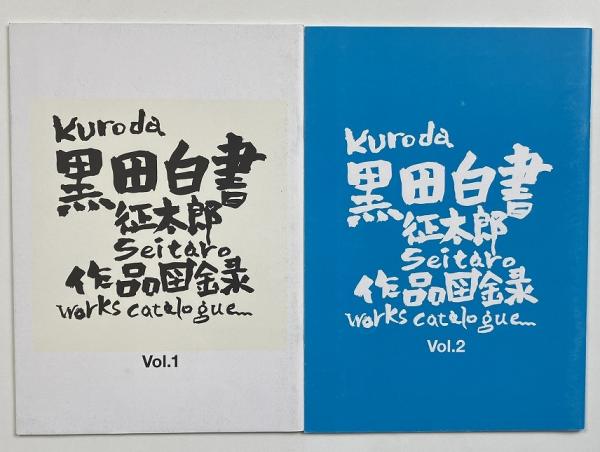 Kuroda
黒田白書
征太郎
Seitaro
作品図録
works catalogue
Vol.1
Kuroda
黒田白書
征太郎
Seitaro
作品図録
works catalogue
Vol.2